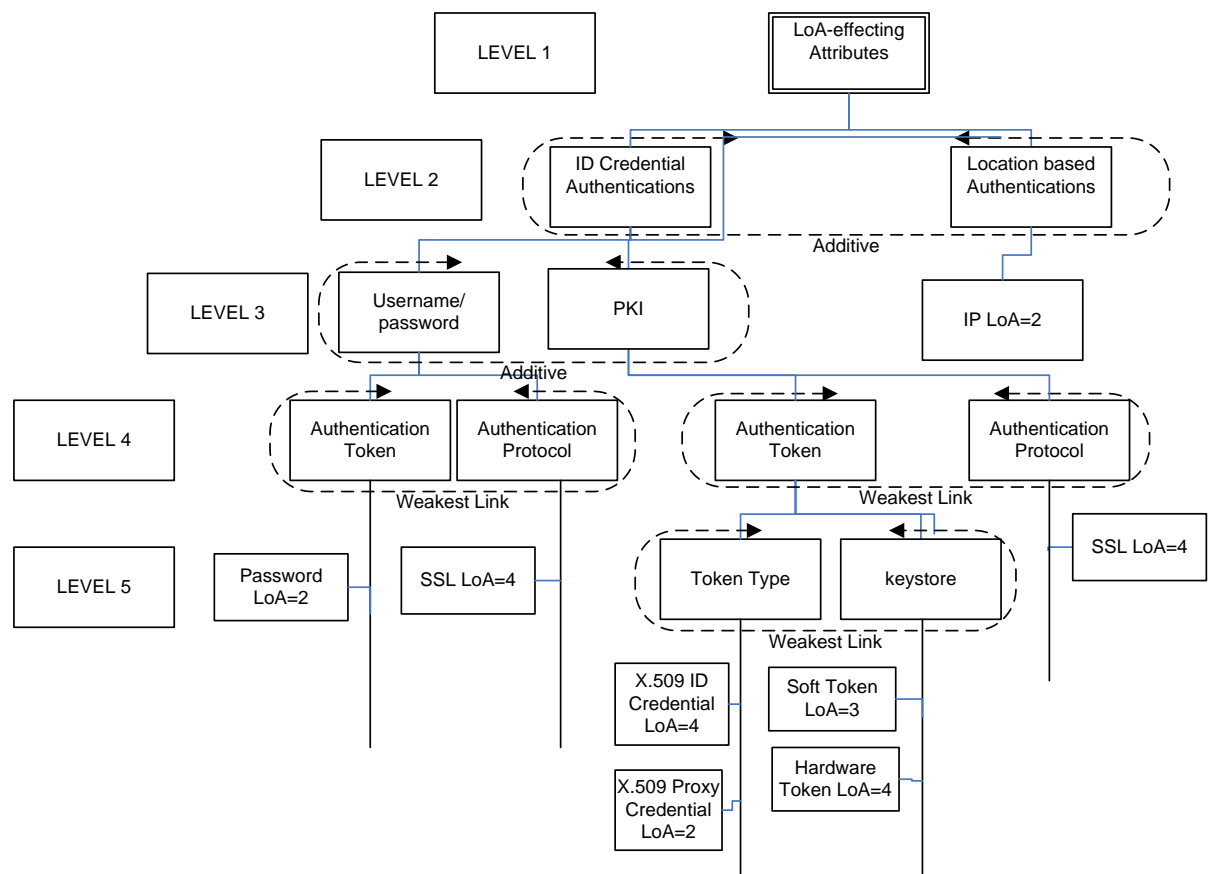 LEVEL 1
LoA-effecting
Attributes
LEVEL 2
ID Credential
Authentications
Location based
Authentications
Additive
LEVEL 3
Username/
password
PKI
IP LoA=2
Additive
LEVEL 4
Authentication
Token
Authentication
Protocol
Authentication
Token
Authentication
Protocol
Weakest Link
Weakest Link
LEVEL 5
Password
LoA=2
SSL LoA=4
Token Type
keystore
SSL LoA=4
Weakest Link
X.509 ID
Credential
LoA=4
Soft Token
LoA=3
X.509 Proxy
Credential
LoA=2
Hardware
Token LoA=4